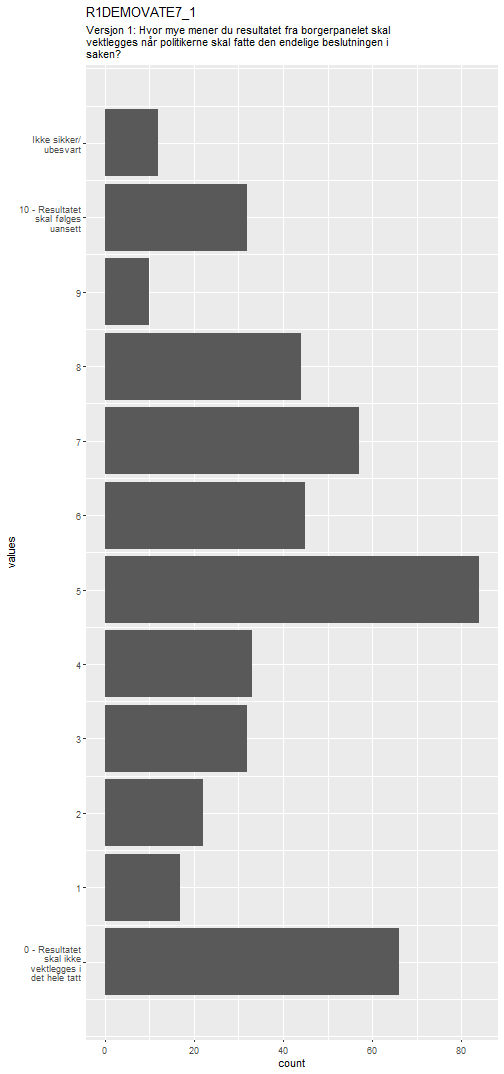 R1DEMOVATE7_1
Versjon 1: Hvor mye mener du resultatet fra borgerpanelet skal
vektlegges når politikerne skal fatte den endelige beslutningen i
saken?
Ikke sikker/
ubesvart
10 - Resultatet
skal følges
uansett
9
8
7
6
values
5
4
3
2
1
0 - Resultatet
skal ikke
vektlegges i
det hele tatt
0 20 40 60 80
count